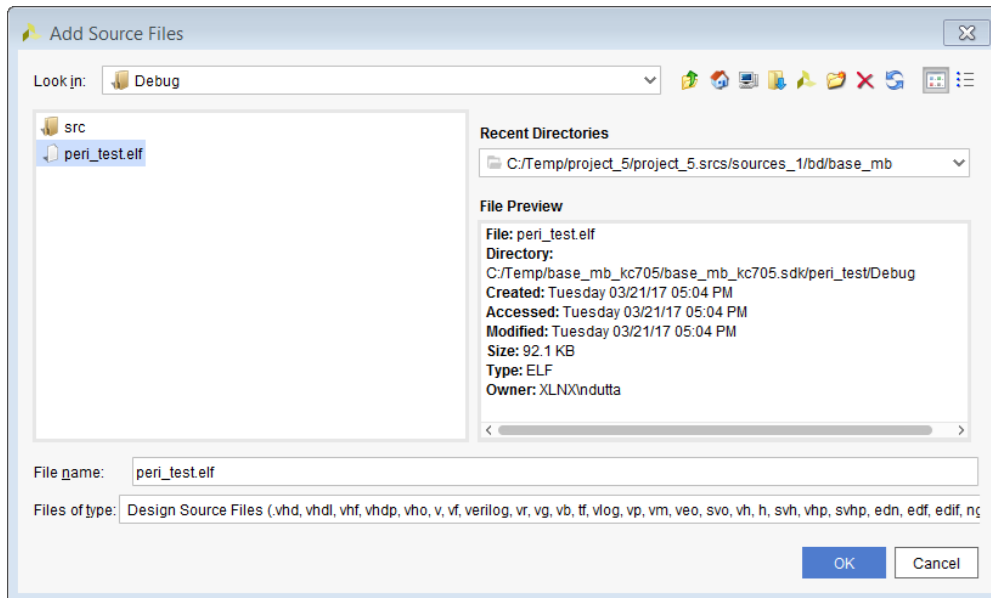 Add Source Files
Look in: Debug
src
peri_test.elf
Recent Directories
C:/Temp/project_5/project_5.srcs/sources_1/bd/base_mb
File Preview
File: peri_test.elf
Directory:
C:/Temp/base_mb_kc705/base_mb_kc705.sdk/peri_test/Debug
Created: Tuesday 03/21/17 05:04 PM
Accessed: Tuesday 03/21/17 05:04 PM
Modified: Tuesday 03/21/17 05:04 PM
Size: 92.1 KB
Type: ELF
Owner: XLNX\ndutta
File name: peri_test.elf
Files of type: Design Source Files (.vhd, vhdl, vhf, vhdp, vho, v, vf, verilog, vr, vg, vb, tf, vlog, vp, vm, veo, svo, vh, h, svh, vhp, svhp, edn, edf, edif, ng
OK Cancel